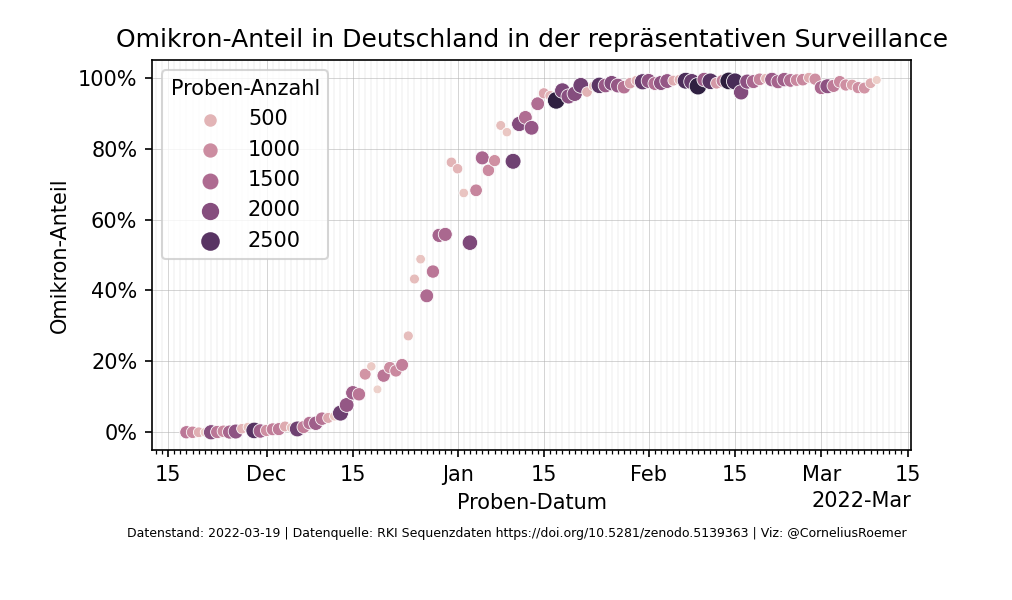 Omikron-Anteil in Deutschland in der repräsentativen Surveillance
100%
80%
60%
40%
20%
0%
Omikron-Anteil
Proben-Anzahl
500
1000
1500
2000
2500
15 Dec 15 Jan 15 Feb 15 Mar 15
Proben-Datum
2022-Mar
Datenstand: 2022-03-19 | Datenquelle: RKI Sequenzdaten https://doi.org/10.5281/zenodo.5139363 | Viz: @CorneliusRoemer